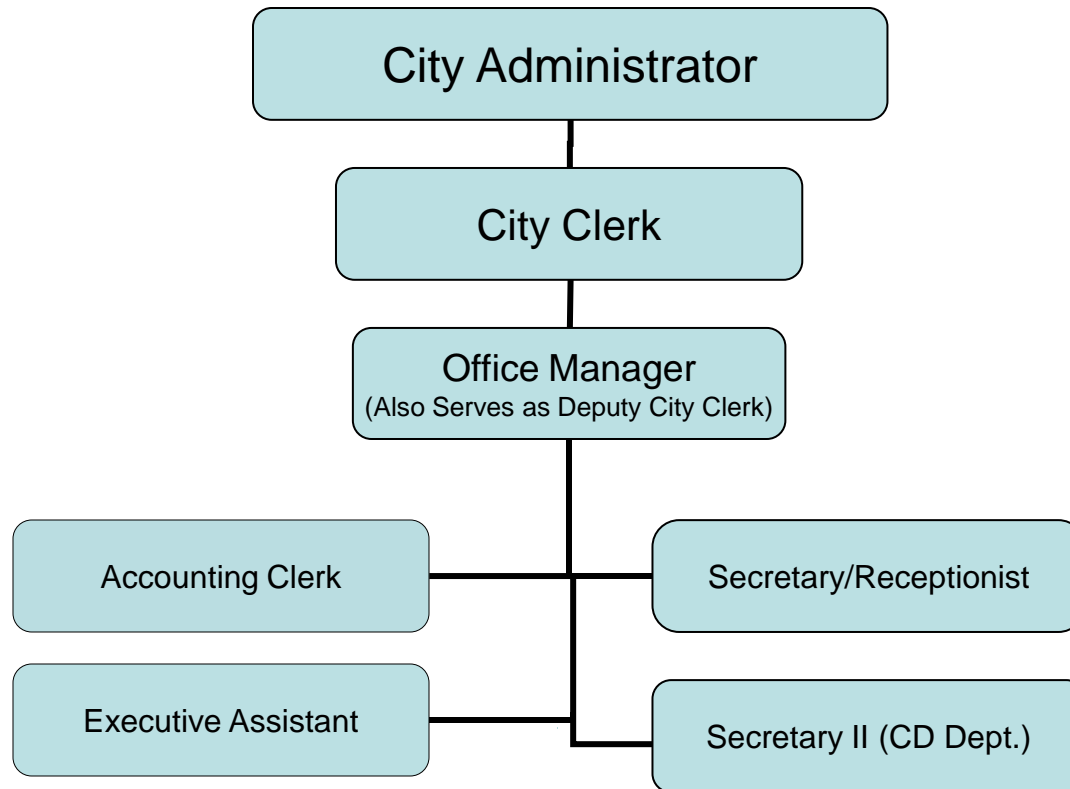 City Administrator
City Clerk
Office Manager
(Also Serves as Deputy City Clerk)
Accounting Clerk
Secretary/Receptionist
Executive Assistant
Secretary II (CD Dept.)